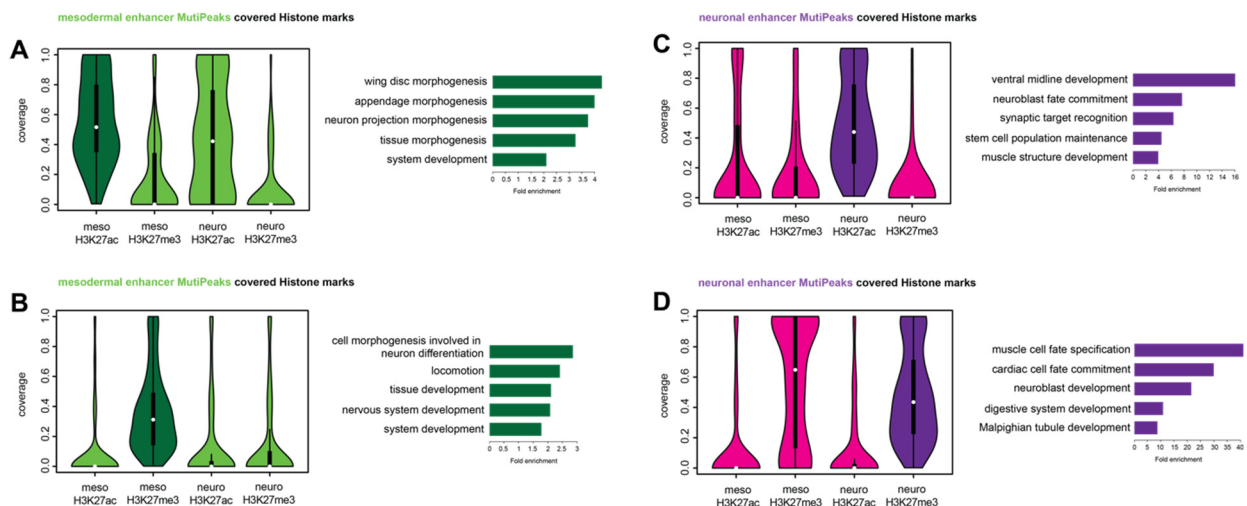 mesodermal enhancer MutiPeaks covered Histone marks
A
coverage
1.0
0.8
0.6
0.4
0.2
0.0
meso H3K27ac
meso H3K27me3
neuro H3K27ac
neuro H3K27me3
wing disc morphogenesis
appendage morphogenesis
neuron projection morphogenesis
tissue morphogenesis
system development
0 0.5 1 1.5 2 2.5 3 3.5 4
Fold enrichment
neuronal enhancer MutiPeaks covered Histone marks
C
coverage
1.0
0.8
0.6
0.4
0.2
0.0
meso H3K27ac
meso H3K27me3
neuro H3K27ac
neuro H3K27me3
ventral midline development
neuroblast fate commitment
synaptic target recognition
stem cell population maintenance
muscle structure development
0 2 4 6 8 10 12 14 16
Fold enrichment
mesodermal enhancer MutiPeaks covered Histone marks
B
coverage
1.0
0.8
0.6
0.4
0.2
0.0
meso H3K27ac
meso H3K27me3
neuro H3K27ac
neuro H3K27me3
cell morphogenesis involved in
neuron differentiation
locomotion
tissue development
nervous system development
system development
0 0.5 1 1.5 2 2.5 3
Fold enrichment
neuronal enhancer MutiPeaks covered Histone marks
D
coverage
1.0
0.8
0.6
0.4
0.2
0.0
meso H3K27ac
meso H3K27me3
neuro H3K27ac
neuro H3K27me3
muscle cell fate specification
cardiac cell fate commitment
neuroblast development
digestive system development
Malpighian tubule development
0 5 10 15 20 25 30 35 40
Fold enrichment